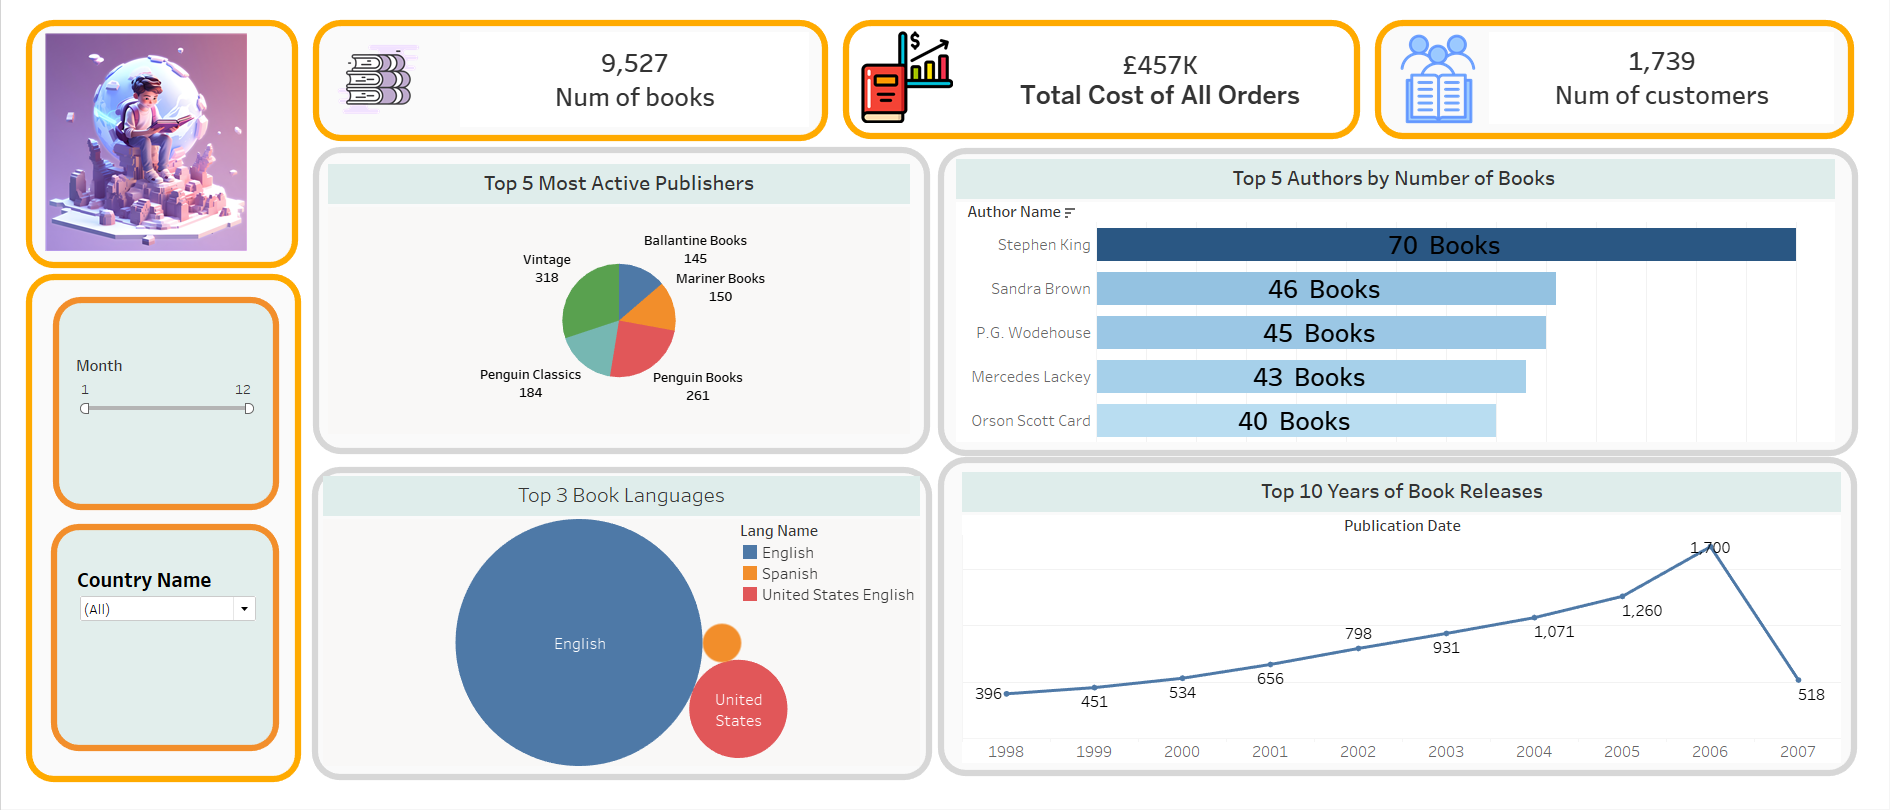 9,527
Num of books
$
£457K
Total Cost of All Orders
1,739
Num of customers
Month
1 12
Country Name
(All)
Top 5 Most Active Publishers
Ballantine Books
145
Vintage
318
Mariner Books
150
Penguin Classics
184
Penguin Books
261
Top 5 Authors by Number of Books
Author Name
Stephen King 70 Books
Sandra Brown 46 Books
P.G. Wodehouse 45 Books
Mercedes Lackey 43 Books
Orson Scott Card 40 Books
Top 3 Book Languages
Lang Name
English
Spanish
United States English
English
United
States
Top 10 Years of Book Releases
Publication Date
396
451
534
656
798
931
1,071
1,260
1,700
518
1998 1999 2000 2001 2002 2003 2004 2005 2006 2007